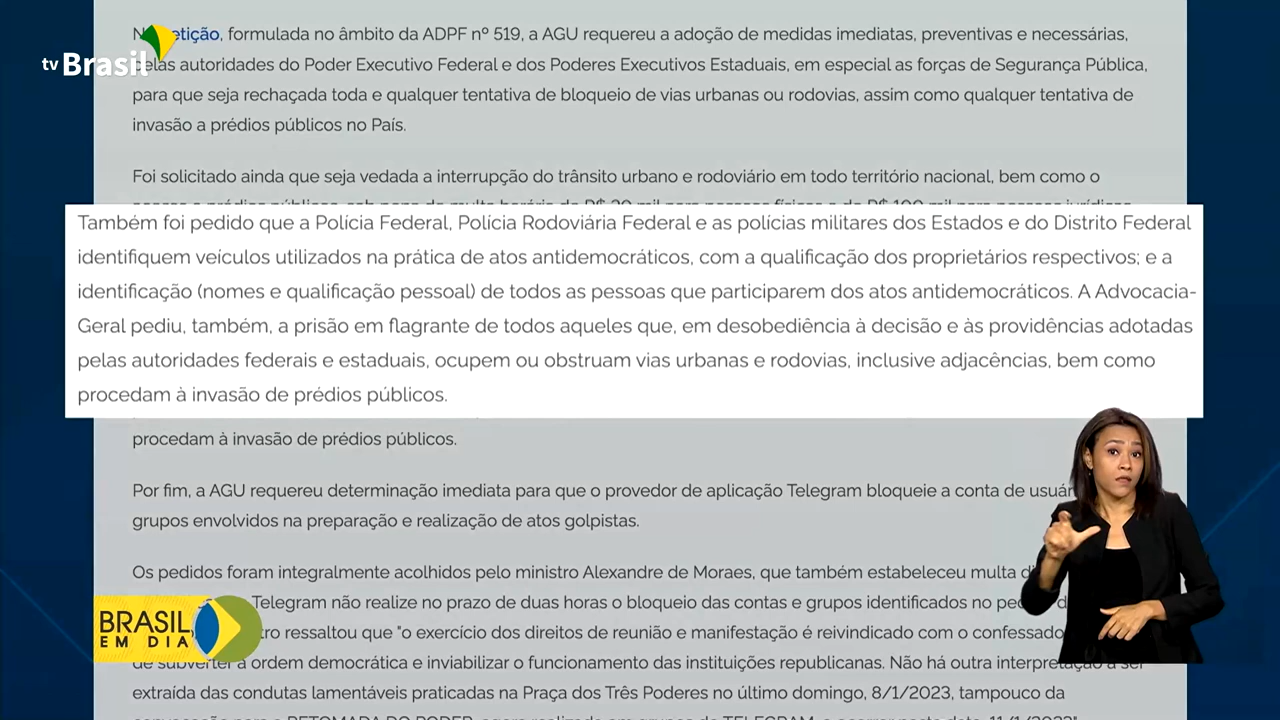 tv Brasil
petição, formulada no âmbito da ADPF nº 519, a AGU requereu a adoção de medidas imediatas, preventivas e necessárias,
pelas autoridades do Poder Executivo Federal e dos Poderes Executivos Estaduais, em especial as forças de Segurança Pública,
para que seja rechaçada toda e qualquer tentativa de bloqueio de vias urbanas ou rodovias, assim como qualquer tentativa de
invasão a prédios públicos no País.
Foi solicitado ainda que seja vedada a interrupção do trânsito urbano e rodoviário em todo território nacional, bem como o
Também foi pedido que a Polícia Federal, Polícia Rodoviária Federal e as polícias militares dos Estados e do Distrito Federal
identifiquem veículos utilizados na prática de atos antidemocráticos, com a qualificação dos proprietários respectivos; e a
identificação (nomes e qualificação pessoal) de todos as pessoas que participarem dos atos antidemocráticos. A Advocacia-
Geral pediu, também, a prisão em flagrante de todos aqueles que, em desobediência à decisão e às providências adotadas
pelas autoridades federais e estaduais, ocupem ou obstruam vias urbanas e rodovias, inclusive adjacências, bem como
procedam à invasão de prédios públicos.
procedam à invasão de prédios públicos.
Por fim, a AGU requereu determinação imediata para que o provedor de aplicação Telegram bloqueie a conta de
grupos envolvidos na preparação e realização de atos golpistas.
Os pedidos foram integralmente acolhidos pelo ministro Alexandre de Moraes, que também estabeleceu multa
Telegram não realize no prazo de duas horas o bloqueio das contas e grupos identificados no
ressaltou que "o exercício dos direitos de reunião e manifestação é reivindicado com o confessado
de subverter a ordem democrática e inviabilizar o funcionamento das instituições republicanas. Não há outra interpretação a ser
extraída das condutas lamentáveis praticadas na Praça dos Três Poderes no último domingo, 8/1/2023, tampouco da
BRASIL
EM DIA